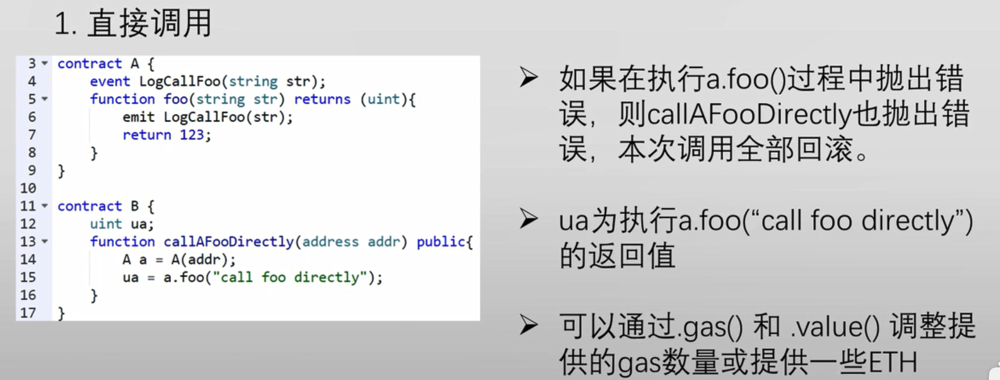 1. 直接调用
3 contract A {
4 event LogCallFoo(string str);
5 function foo(string str) returns (uint){
6 emit LogCallFoo(str);
7 return 123;
8 }
9 }
10
11 contract B {
12 uint ua;
13 function callAFooDirectly(address addr) public{
14 A a = A(addr);
15 ua = a.foo("call foo directly");
16 }
17 }
➢ 如果在执行a.foo()过程中抛出错
误，则callAFooDirectly也抛出错
误，本次调用全部回滚。
➢ ua为执行a.foo(“call foo directly”)
的返回值
➢ 可以通过.gas() 和 .value() 调整提
供的gas数量或提供一些ETH